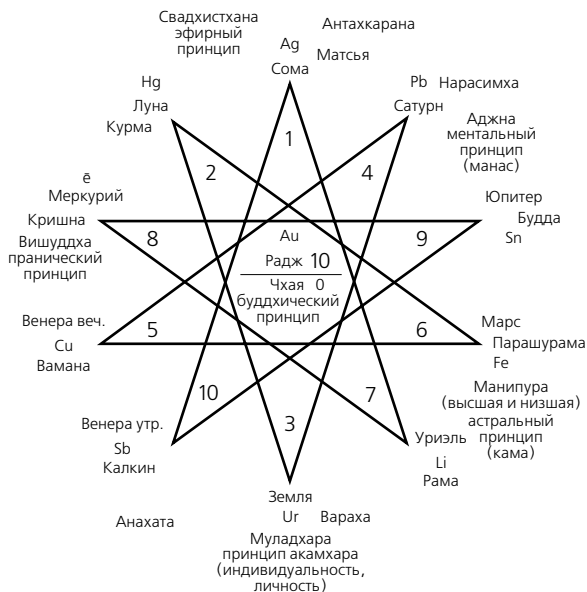 Свадхистхана
эфирный
принцип
Антахкарана
Ag
Матсья
Сома
Hg
Луна
Курма
Pb Нарасимха
Сатурн
Аджна
ментальный
принцип
(манас)
1
2
4
ē
Меркурий
Кришна
Вишуддха
пранический
принцип
Юпитер
Будда
Sn
8
9
Au
Радж 10
Чхая 0
буддхический
принцип
Венера веч.
Cu
Вамана
5
6
Марс
Парашурама
Fe
10
7
3
Манипура
(высшая и низшая)
астральный
принцип
(кама)
Венера утр.
Sb
Калкин
Уриэль
Li
Рама
Анахата
Земля
Ur Вараха
Муладхара
принцип акамхара
(индивидуальность,
личность)